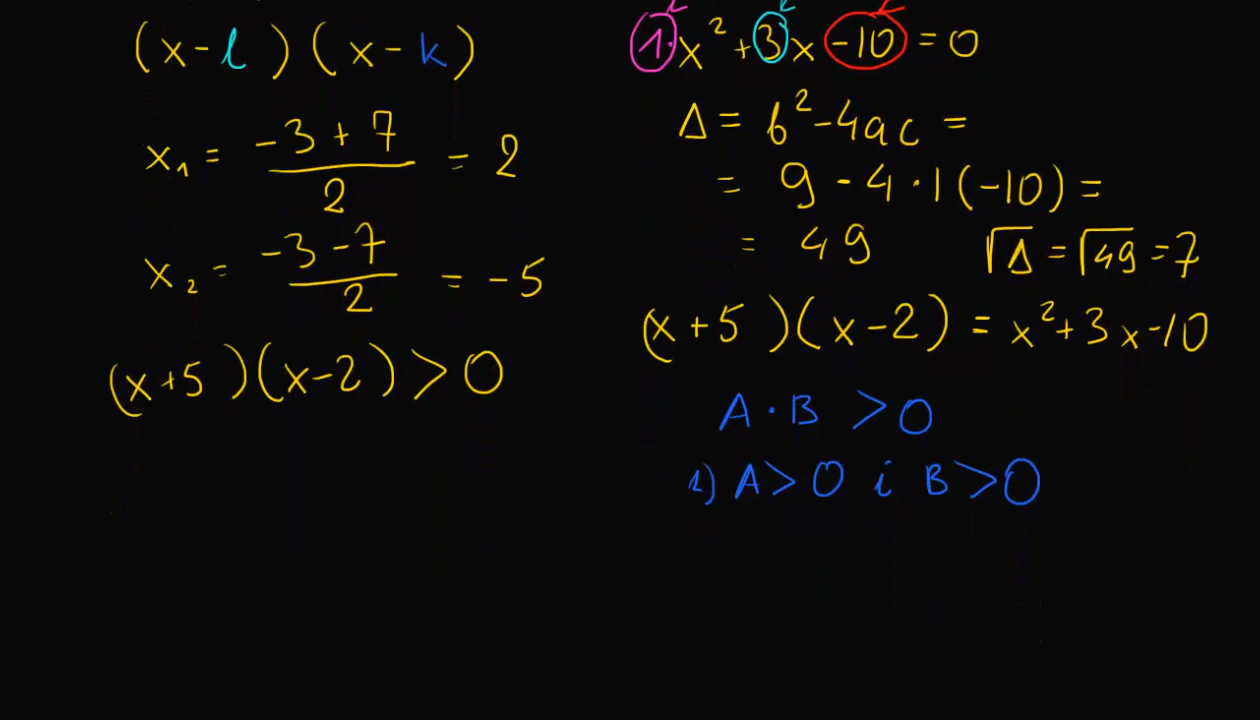 (x-l)(x-k)
x₁ = (-3+7)/2 = 2
x₂ = (-3-7)/2 = -5
(x+5)(x-2) > 0
1·x²+3x-10=0
Δ = b²-4ac =
= 9-4·1(-10) =
= 49 √Δ = √49 = 7
(x+5)(x-2) = x²+3x-10
A·B > 0
1) A>0 i B>0